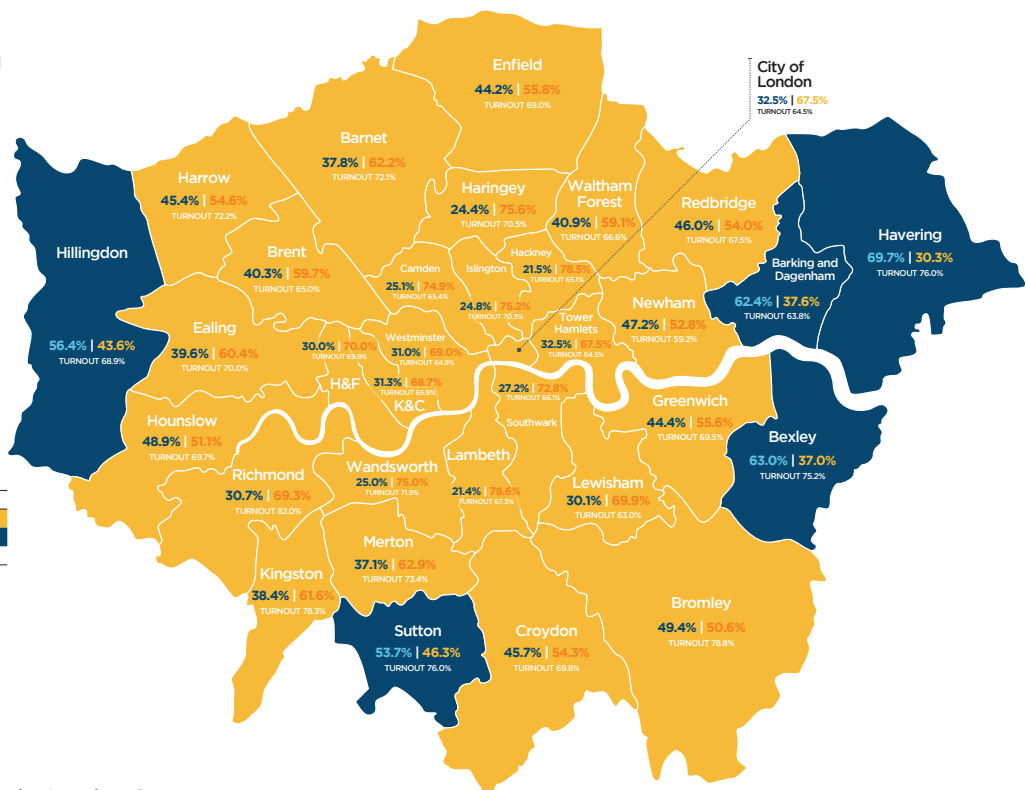 Enfield
44.2% | 55.8%
TURNOUT 69.0%
City of
London
32.5% | 67.5%
TURNOUT 64.5%
Barnet
37.8% | 62.2%
TURNOUT 72.1%
Harrow
45.4% | 54.6%
TURNOUT 72.2%
Haringey
24.4% | 75.6%
TURNOUT 70.5%
Waltham
Forest
40.9% | 59.1%
TURNOUT 66.6%
Redbridge
46.0% | 54.0%
TURNOUT 67.5%
Havering
69.7% | 30.3%
TURNOUT 76.0%
Hillingdon
56.4% | 43.6%
TURNOUT 68.9%
Brent
40.3% | 59.7%
TURNOUT 65.0%
Camden
25.1% | 74.9%
TURNOUT 65.4%
Islington
24.8% | 75.2%
TURNOUT 70.3%
Hackney
21.5% | 78.5%
TURNOUT 65.1%
Barking and
Dagenham
62.4% | 37.6%
TURNOUT 63.8%
Newham
47.2% | 52.8%
TURNOUT 59.2%
Tower
Hamlets
32.5% | 67.5%
TURNOUT 64.5%
Ealing
39.6% | 60.4%
TURNOUT 70.0%
30.0% | 70.0%
TURNOUT 69.9%
H&F
Westminster
31.0% | 69.0%
TURNOUT 64.9%
31.3% | 68.7%
TURNOUT 65.9%
K&C
27.2% | 72.8%
TURNOUT 66.1%
Southwark
Greenwich
44.4% | 55.6%
TURNOUT 69.5%
Hounslow
48.9% | 51.1%
TURNOUT 69.7%
Bexley
63.0% | 37.0%
TURNOUT 75.2%
Richmond
30.7% | 69.3%
TURNOUT 82.0%
Wandsworth
25.0% | 75.0%
TURNOUT 71.9%
Lambeth
21.4% | 78.6%
TURNOUT 67.3%
Lewisham
30.1% | 69.9%
TURNOUT 63.0%
Merton
37.1% | 62.9%
TURNOUT 73.4%
Kingston
38.4% | 61.6%
TURNOUT 78.3%
Sutton
53.7% | 46.3%
TURNOUT 76.0%
Croydon
45.7% | 54.3%
TURNOUT 69.8%
Bromley
49.4% | 50.6%
TURNOUT 78.8%